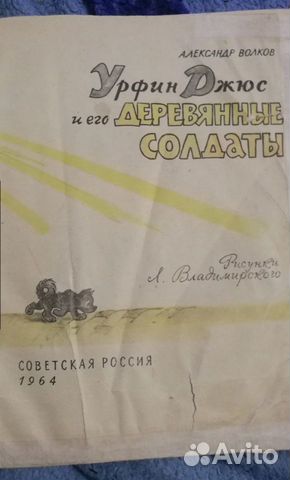 АЛЕКСАНДР ВОЛКОВ
Урфин Джюс
и его ДЕРЕВЯННЫЕ
СОЛДАТЫ
Рисунки
Л. Владимирского
СОВЕТСКАЯ РОССИЯ
1964
Avito